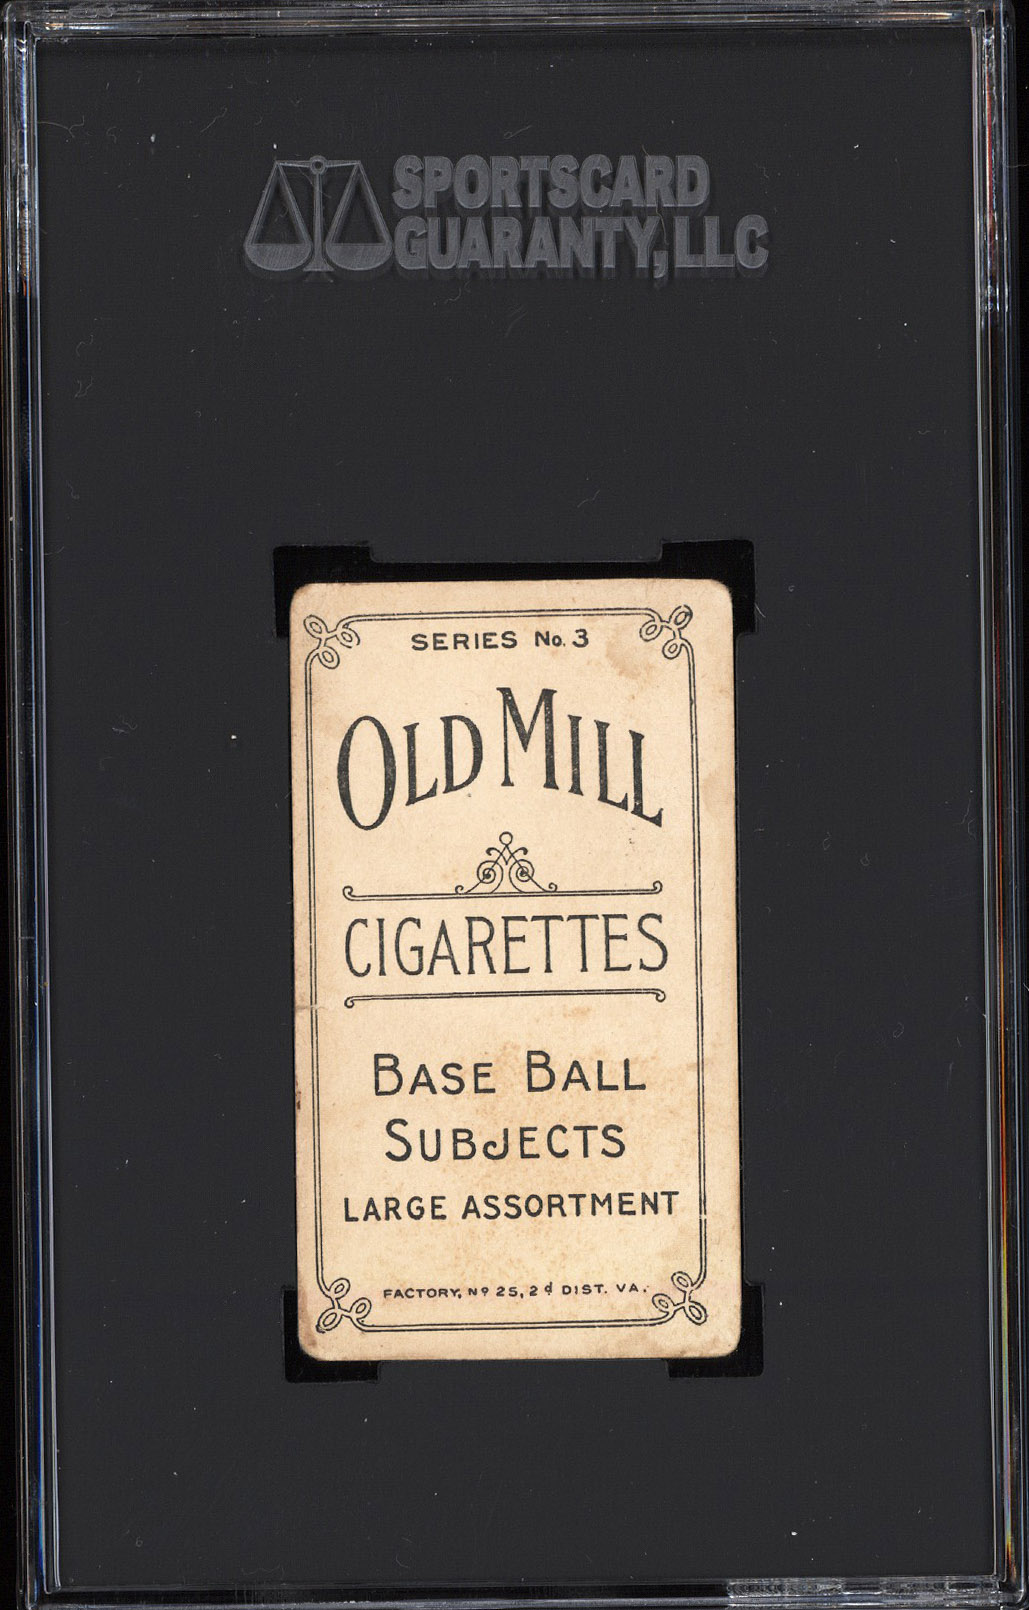 SPORTSCARD
GUARANTY, LLC
SERIES No. 3
OLD MILL
CIGARETTES
BASE BALL
SUBJECTS
LARGE ASSORTMENT
FACTORY, Nº 25, 2d DIST. VA.